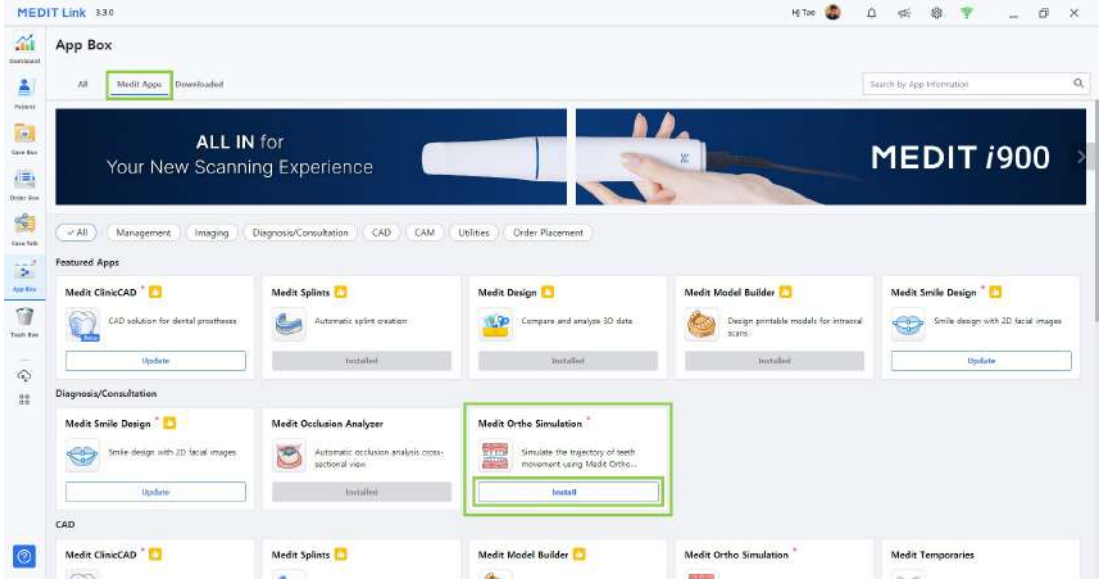 MEDIT Link 3.3.0
HJ Tae
Dashboard
Patient
Case Box
Order Box
Case Talk
App Box
Trash Box
App Box
All
Medit Apps
Downloaded
Search by App Information
ALL IN for
Your New Scanning Experience
MEDIT i900
All
Management
Imaging
Diagnosis/Consultation
CAD
CAM
Utilities
Order Placement
Featured Apps
Medit ClinicCAD *
CAD solution for dental prostheses
Beta
Update
Medit Splints
Automatic splint creation
Installed
Medit Design
Compare and analyze 3D data
Installed
Medit Model Builder
Design printable models for intraoral
scans
Installed
Medit Smile Design *
Smile design with 2D facial images
Update
Diagnosis/Consultation
Medit Smile Design *
Smile design with 2D facial images
Update
Medit Occlusion Analyzer
Automatic occlusion analysis cross-
sectional view
Installed
Medit Ortho Simulation *
Simulate the trajectory of teeth
movement using Medit Ortho...
Install
CAD
Medit ClinicCAD *
Medit Splints
Medit Model Builder
Medit Ortho Simulation *
Medit Temporaries